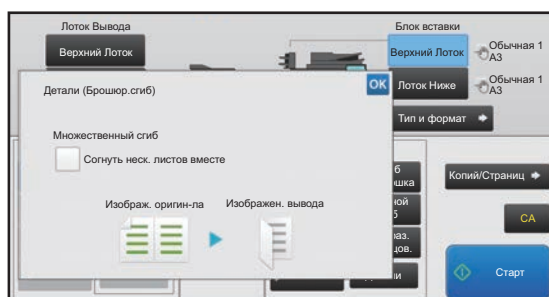 Лоток Вывода
Блок вставки
Верхний Лоток
Верхний Лоток
Обычная 1
A3
Детали (Брошюр.сгиб)
OK
Лоток Ниже
Обычная 1
A3
Тип и формат
Множественный сгиб
Согнуть неск. листов вместе
Копий/Страниц
Изображ. оригин-ла
Изображен. вывода
CA
Старт